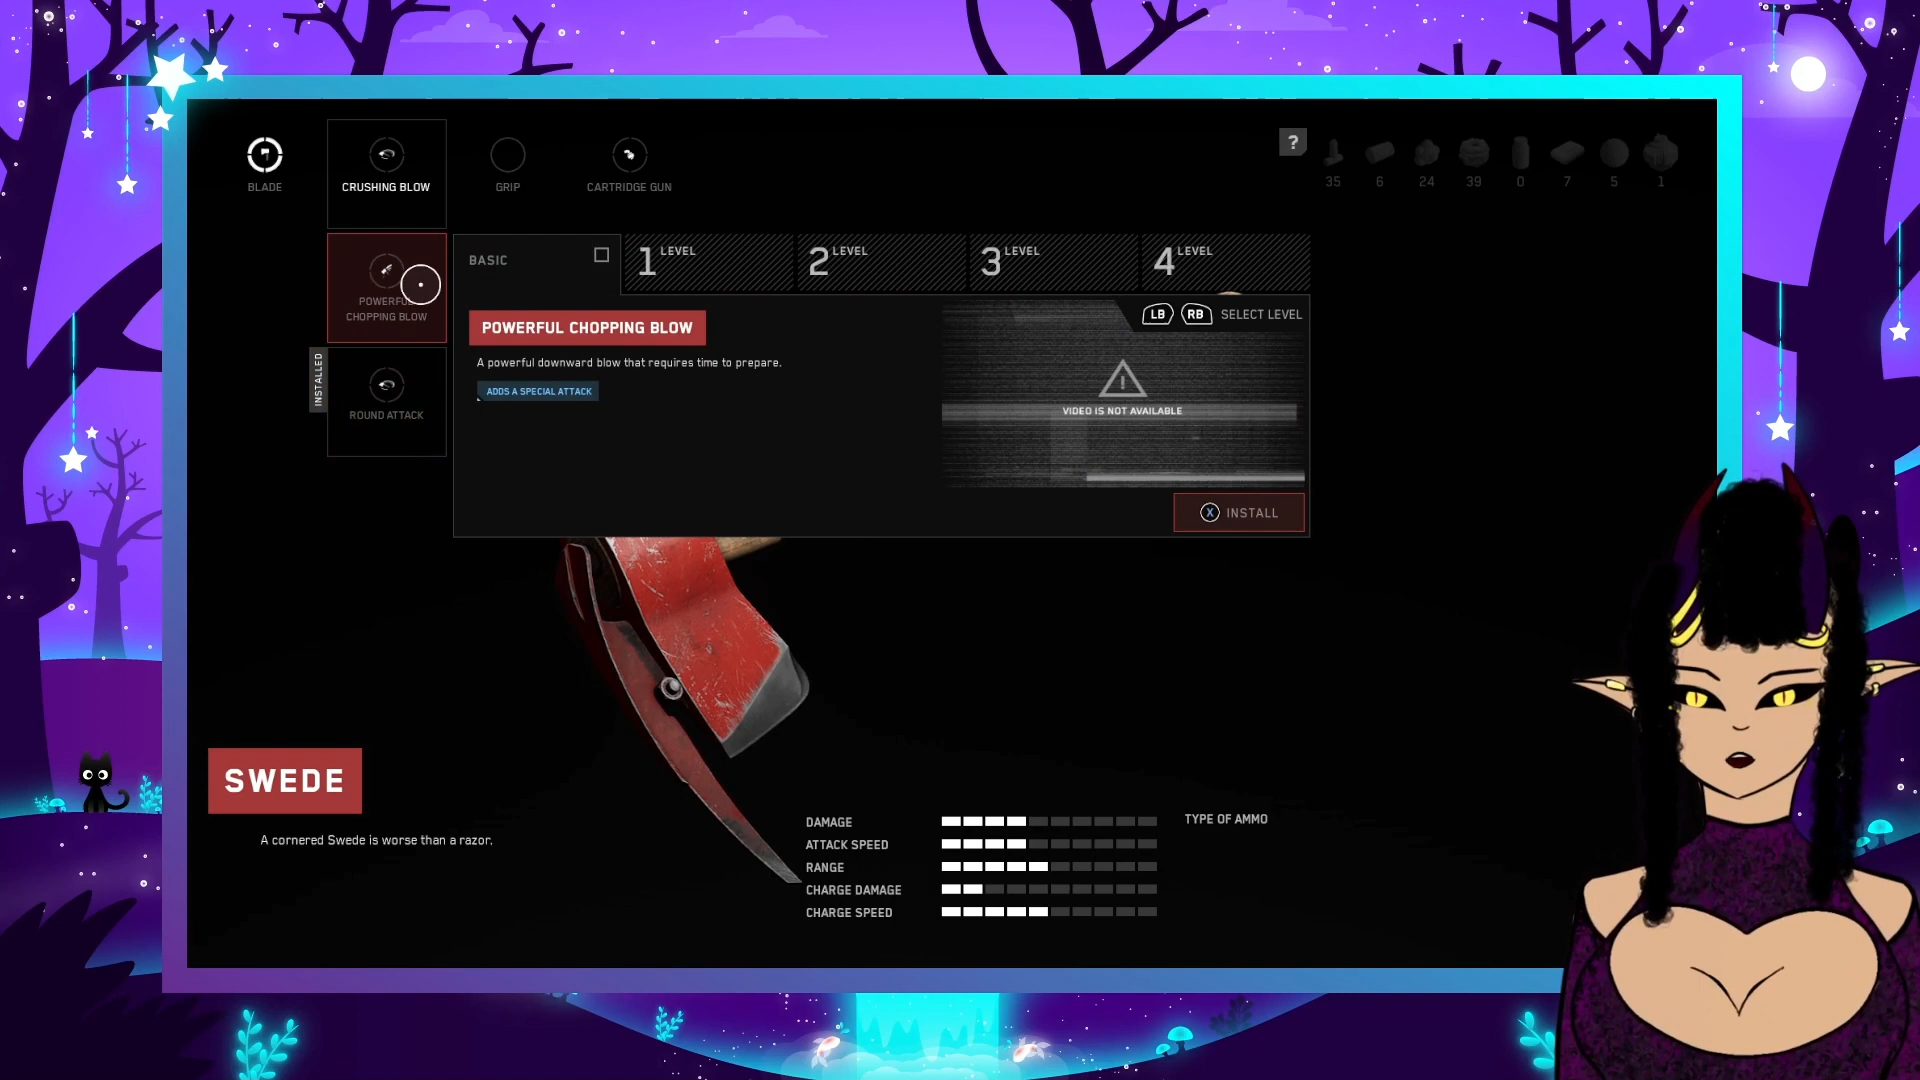 BLADE
CRUSHING BLOW
GRIP
CARTRIDGE GUN
?
35 6 24 39 0 7 5 1
POWERFUL
CHOPPING BLOW
INSTALLED
ROUND ATTACK
BASIC
1 LEVEL
2 LEVEL
3 LEVEL
4 LEVEL
LB RB SELECT LEVEL
POWERFUL CHOPPING BLOW
A powerful downward blow that requires time to prepare.
ADDS A SPECIAL ATTACK
VIDEO IS NOT AVAILABLE
X INSTALL
SWEDE
A cornered Swede is worse than a razor.
DAMAGE
ATTACK SPEED
RANGE
CHARGE DAMAGE
CHARGE SPEED
TYPE OF AMMO